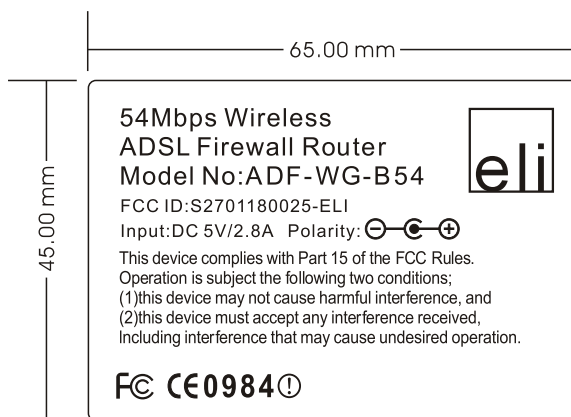 65.00 mm
45.00 mm
54Mbps Wireless
ADSL Firewall Router
Model No:ADF-WG-B54
eli
FCC ID:S2701180025-ELI
Input:DC 5V/2.8A Polarity:
This device complies with Part 15 of the FCC Rules.
Operation is subject the following two conditions;
(1)this device may not cause harmful interference, and
(2)this device must accept any interference received,
Including interference that may cause undesired operation.
FC CE0984!